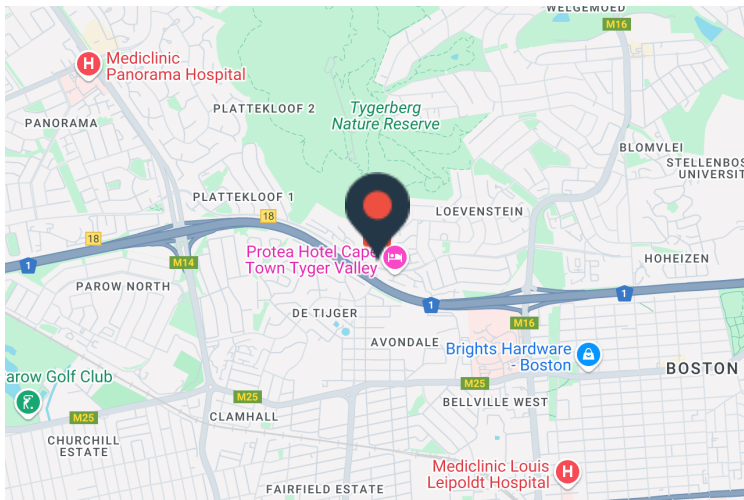 WELGEMOED
M16
H
Mediclinic
Panorama Hospital
PLATTEKLOOF 2
Tygerberg
Nature Reserve
PANORAMA
BLOMVLEI
STELLENBOS
UNIVERSIT
PLATTEKLOOF 1
18
LOEVENSTEIN
18
1
M14
Protea Hotel Cape
Town Tyger Valley
HOHEIZEN
PAROW NORTH
1
1
DE TIJGER
M16
AVONDALE
Brights Hardware
- Boston
BOSTON
arow Golf Club
M25
M25
M25
BELLVILLE WEST
CLAMHALL
CHURCHILL
ESTATE
Mediclinic Louis
Leipoldt Hospital
H
FAIRFIELD ESTATE